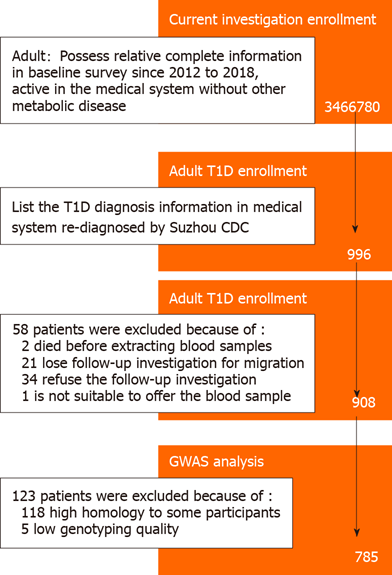 Current investigation enrollment
Adult: Possess relative complete information
in baseline survey since 2012 to 2018,
active in the medical system without other
metabolic disease
3466780
Adult T1D enrollment
List the T1D diagnosis information in medical
system re-diagnosed by Suzhou CDC
996
Adult T1D enrollment
58 patients were excluded because of :
2 died before extracting blood samples
21 lose follow-up investigation for migration
34 refuse the follow-up investigation
1 is not suitable to offer the blood sample
908
GWAS analysis
123 patients were excluded because of :
118 high homology to some participants
5 low genotyping quality
785